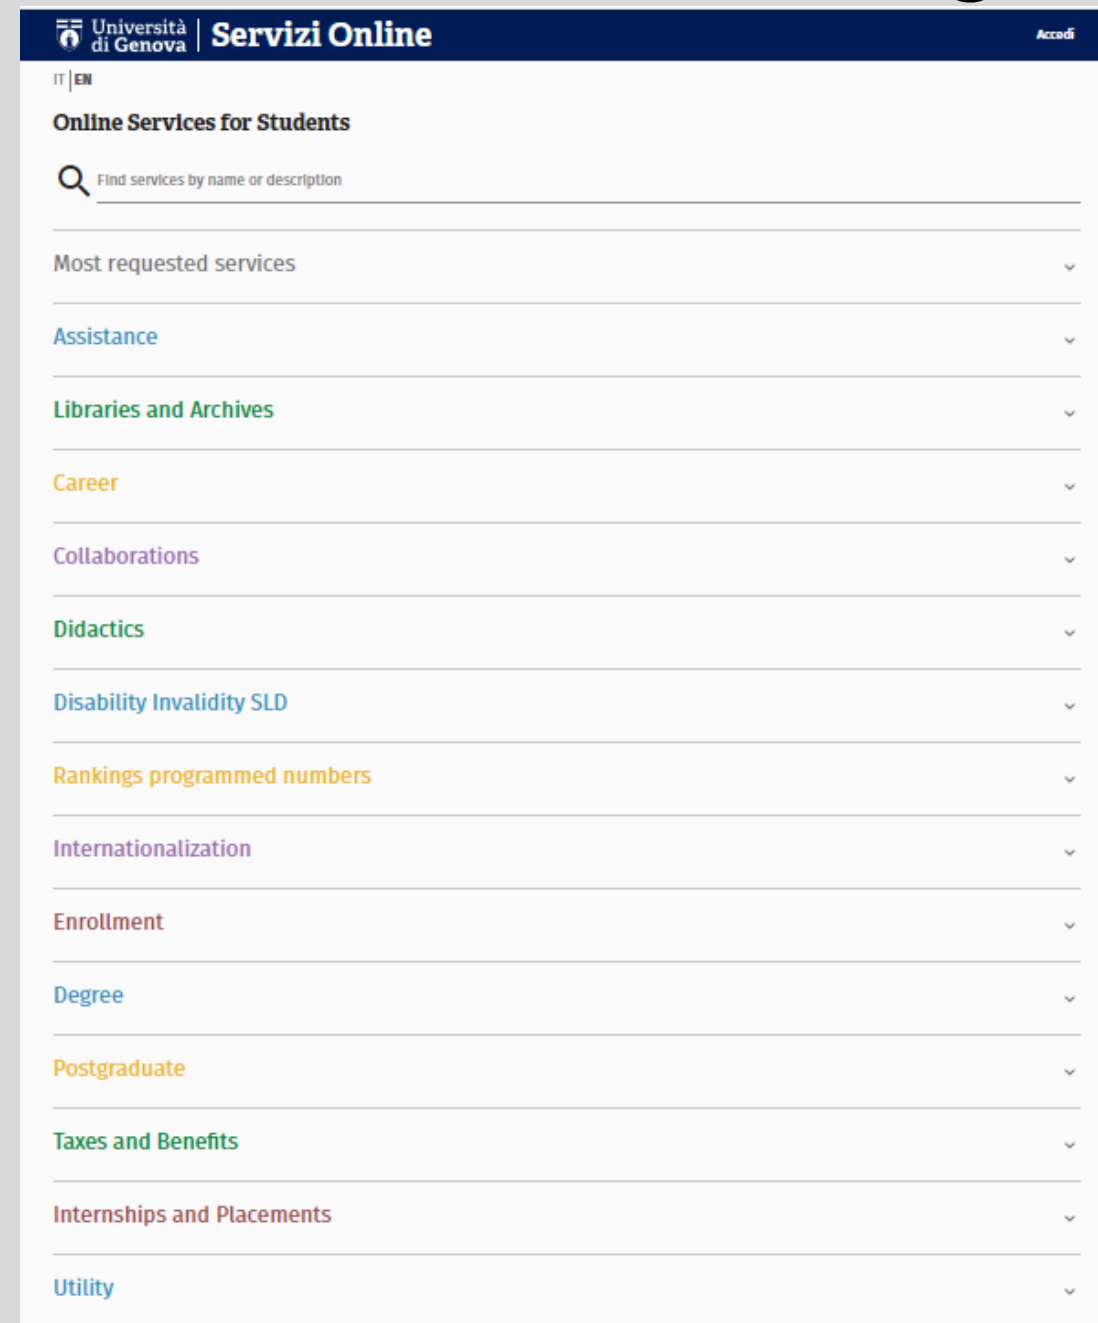 Università
di Genova
Servizi Online
Accedi
IT|EN
Online Services for Students
Find services by name or description
Most requested services
Assistance
Libraries and Archives
Career
Collaborations
Didactics
Disability Invalidity SLD
Rankings programmed numbers
Internationalization
Enrollment
Degree
Postgraduate
Taxes and Benefits
Internships and Placements
Utility